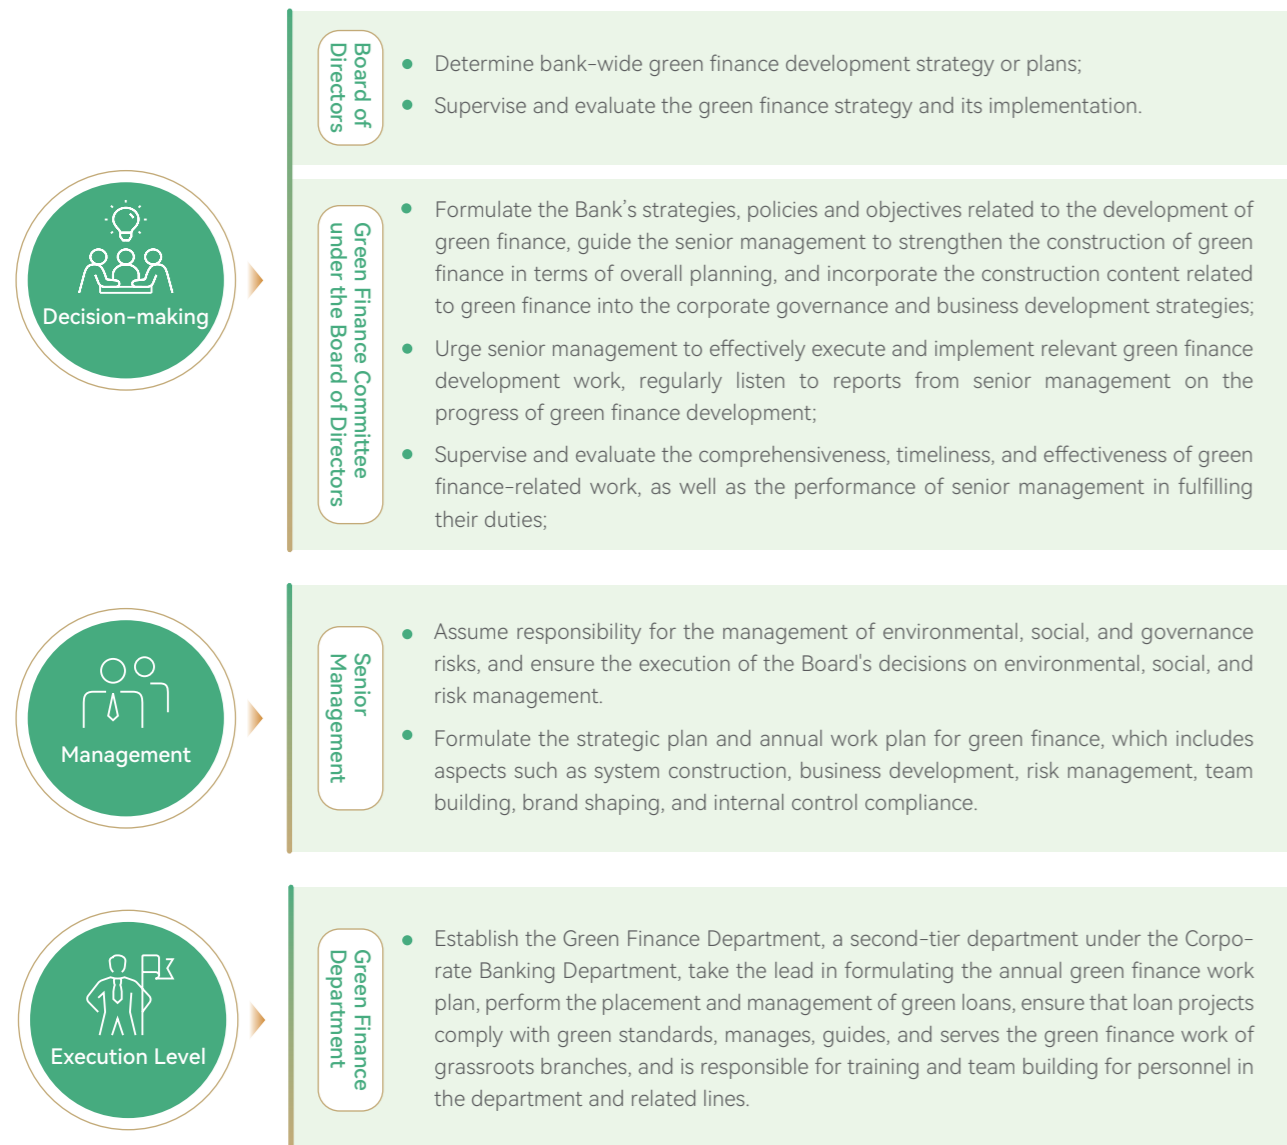 Decision-making
Board of
Directors
Determine bank-wide green finance development strategy or plans;
Supervise and evaluate the green finance strategy and its implementation.
Green Finance Committee
under the Board of Directors
Formulate the Bank's strategies, policies and objectives related to the development of
green finance, guide the senior management to strengthen the construction of green
finance in terms of overall planning, and incorporate the construction content related
to green finance into the corporate governance and business development strategies;
Urge senior management to effectively execute and implement relevant green finance
development work, regularly listen to reports from senior management on the
progress of green finance development;
Supervise and evaluate the comprehensiveness, timeliness, and effectiveness of green
finance-related work, as well as the performance of senior management in fulfilling
their duties;
Management
Senior
Management
Assume responsibility for the management of environmental, social, and governance
risks, and ensure the execution of the Board's decisions on environmental, social, and
risk management.
Formulate the strategic plan and annual work plan for green finance, which includes
aspects such as system construction, business development, risk management, team
building, brand shaping, and internal control compliance.
Execution Level
Green Finance
Department
Establish the Green Finance Department, a second-tier department under the Corpo-
rate Banking Department, take the lead in formulating the annual green finance work
plan, perform the placement and management of green loans, ensure that loan projects
comply with green standards, manages, guides, and serves the green finance work of
grassroots branches, and is responsible for training and team building for personnel in
the department and related lines.